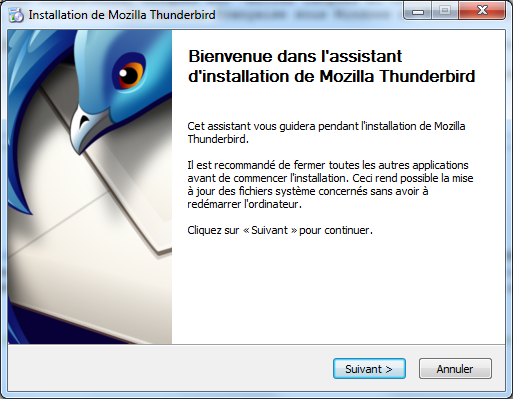 Installation de Mozilla Thunderbird
Bienvenue dans l'assistant
d'installation de Mozilla Thunderbird
Cet assistant vous guidera pendant l'installation de Mozilla
Thunderbird.
Il est recommandé de fermer toutes les autres applications
avant de commencer l'installation. Ceci rend possible la mise
à jour des fichiers système concernés sans avoir à
redémarrer l'ordinateur.
Cliquez sur « Suivant » pour continuer.
Suivant >
Annuler